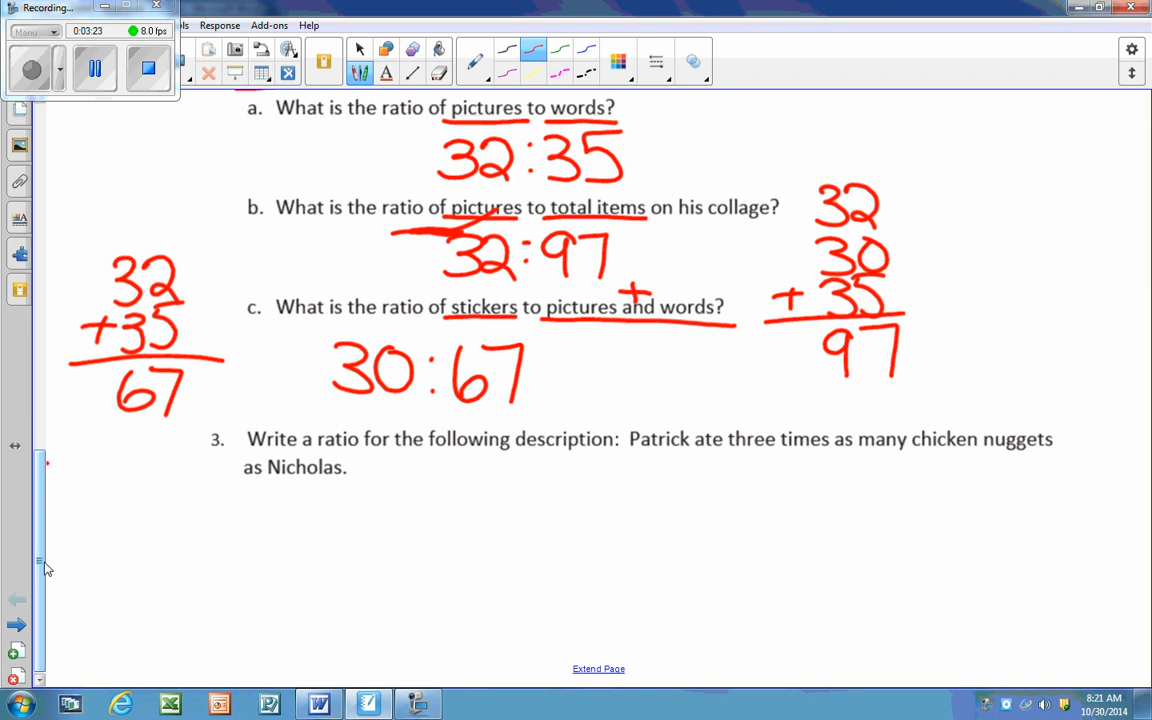 Recording...
Menu
0:03:23
8.0 fps
Response Add-ons Help
a. What is the ratio of pictures to words?
32:35
b. What is the ratio of pictures to total items on his collage?
32:97
32
30
+35
97
32
+35
67
+
c. What is the ratio of stickers to pictures and words?
30:67
3. Write a ratio for the following description: Patrick ate three times as many chicken nuggets
as Nicholas.
Extend Page
8:21 AM
10/30/2014